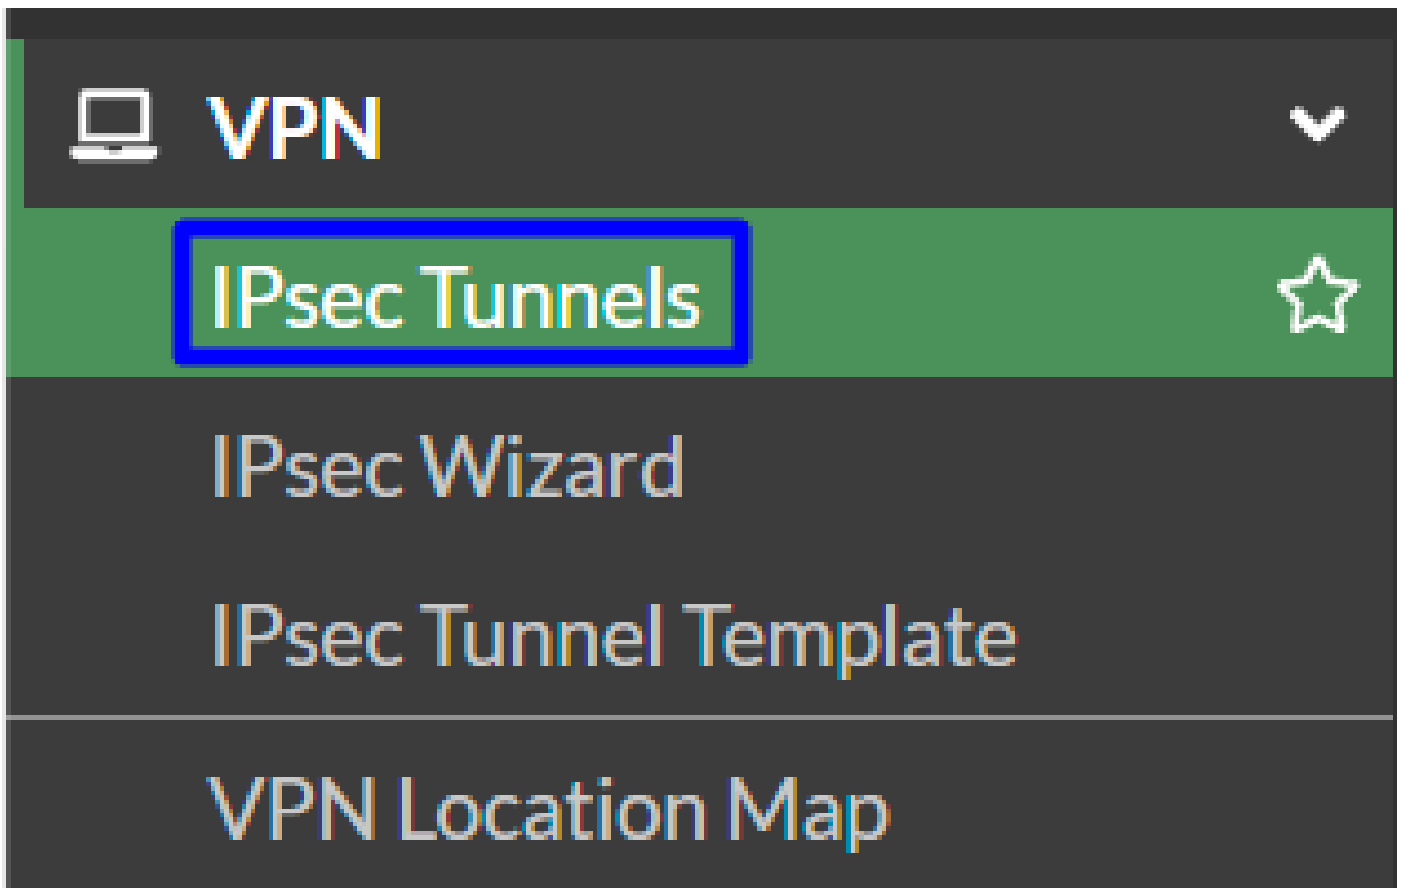 VPN
IPsec Tunnels
IPsec Wizard
IPsec Tunnel Template
VPN Location Map